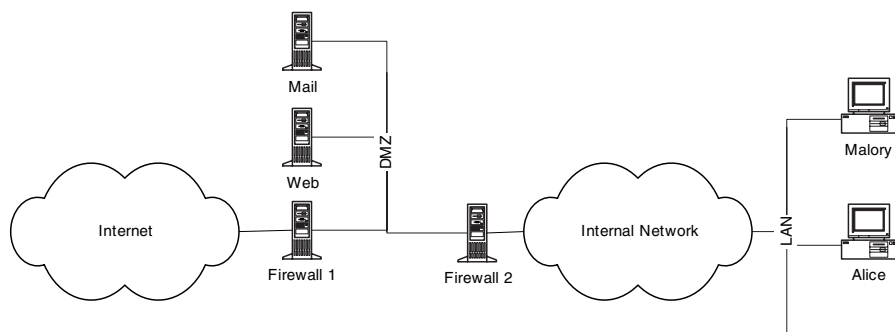 Mail
Web
DMZ
Internet
Firewall 1
Firewall 2
Internal Network
LAN
Malory
Alice